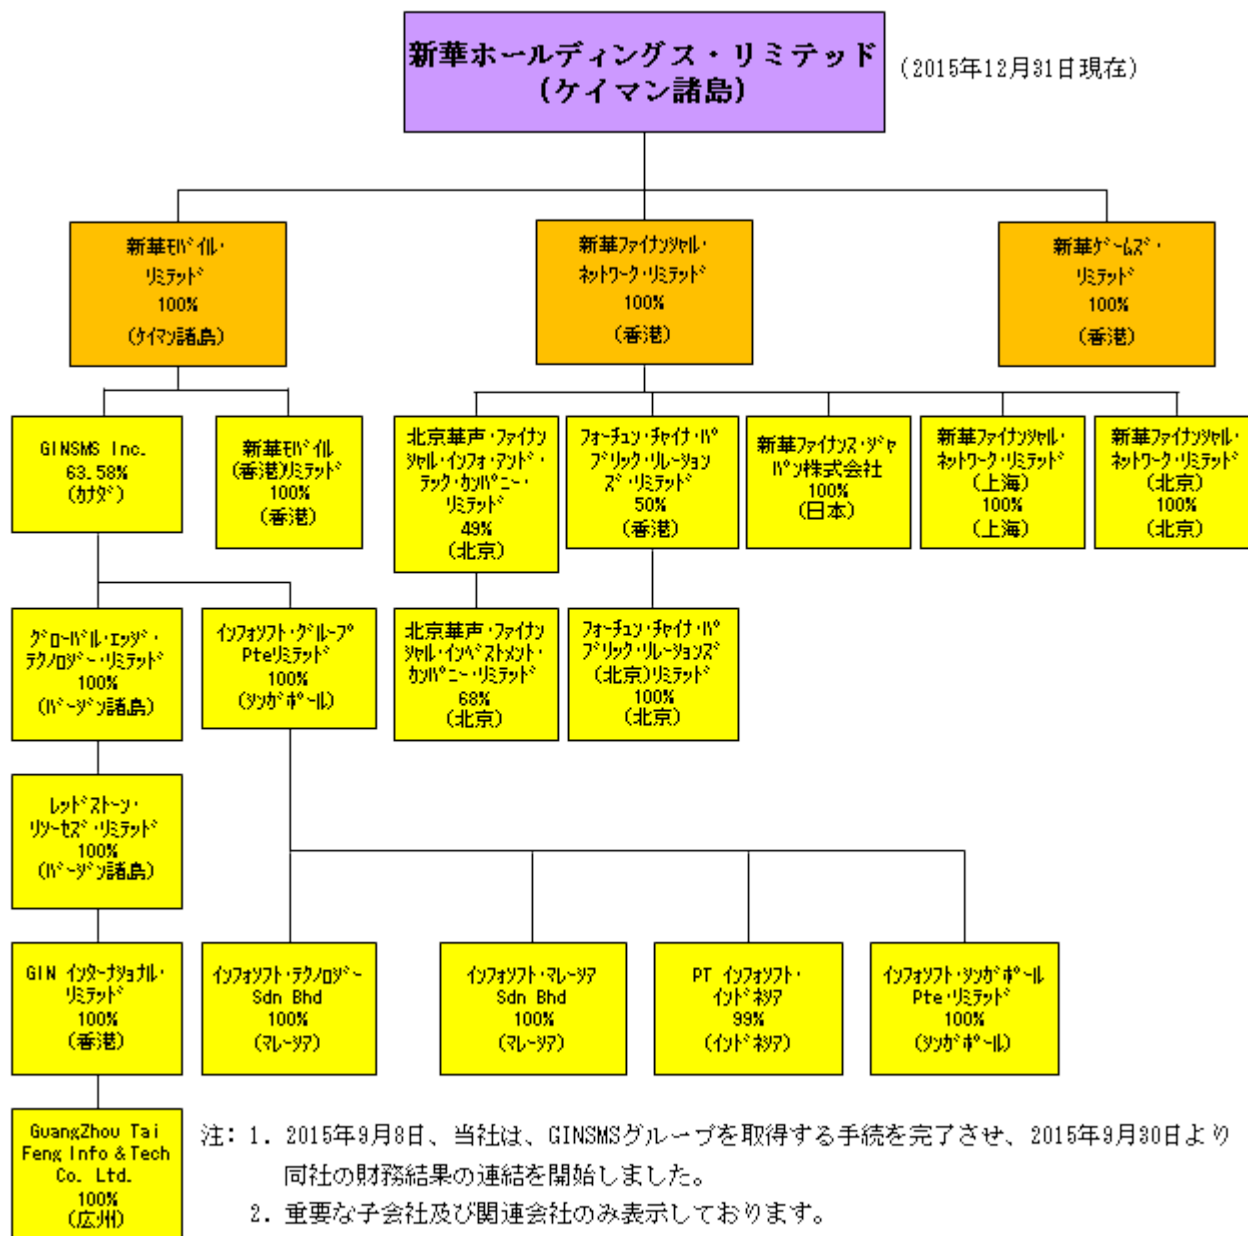 新華ホールディングス・リミテッド
(ケイマン諸島)
(2015年12月31日現在)
新華ﾓﾊﾞｲﾙ・
ﾘﾐﾃｯﾄﾞ
100%
(ｹｲﾏﾝ諸島)
新華ﾌｧｲﾅﾝｼｬﾙ・
ﾈｯﾄﾜｰｸ・ﾘﾐﾃｯﾄﾞ
100%
(香港)
新華ｹﾞｰﾑｽﾞ・
ﾘﾐﾃｯﾄﾞ
100%
(香港)
GINSMS Inc.
63.58%
(ｶﾅﾀﾞ)
新華ﾓﾊﾞｲﾙ
(香港)ﾘﾐﾃｯﾄﾞ
100%
(香港)
北京華声・ﾌｧｲﾅﾝ
ｼｬﾙ・ｲﾝﾌｫ・ｱﾝﾄﾞ・
ﾃｯｸ・ｶﾝﾊﾟﾆｰ・
ﾘﾐﾃｯﾄﾞ
49%
(北京)
ﾌｫｰﾁｭﾝ・ﾁｬｲﾅ・ﾊﾟ
ﾌﾞﾘｯｸ・ﾘﾚｰｼｮﾝ
ｽﾞ・ﾘﾐﾃｯﾄﾞ
50%
(香港)
新華ﾌｧｲﾅﾝｽ・ｼﾞｬ
ﾊﾟﾝ株式会社
100%
(日本)
新華ﾌｧｲﾅﾝｼｬﾙ・
ﾈｯﾄﾜｰｸ・ﾘﾐﾃｯﾄﾞ
(上海)
100%
(上海)
新華ﾌｧｲﾅﾝｼｬﾙ・
ﾈｯﾄﾜｰｸ・ﾘﾐﾃｯﾄﾞ
(北京)
100%
(北京)
ｸﾞﾛｰﾊﾞﾙ・ｴｯｼﾞ・
ﾃｸﾉﾛｼﾞｰ・ﾘﾐﾃｯﾄﾞ
100%
(ﾊﾞｰｼﾞﾝ諸島)
ｲﾝﾌｫｿﾌﾄ・ｸﾞﾙｰﾌﾟ
Pteﾘﾐﾃｯﾄﾞ
100%
(ｼﾝｶﾞﾎﾟｰﾙ)
北京華声・ﾌｧｲﾅﾝ
ｼｬﾙ・ｲﾝﾍﾞｽﾄﾒﾝﾄ・
ｶﾝﾊﾟﾆｰ・ﾘﾐﾃｯﾄﾞ
68%
(北京)
ﾌｫｰﾁｭﾝ・ﾁｬｲﾅ・ﾊﾟ
ﾌﾞﾘｯｸ・ﾘﾚｰｼｮﾝｽﾞ
(北京)ﾘﾐﾃｯﾄﾞ
100%
(北京)
ﾚｯﾄﾞｽﾄｰﾝ・
ﾘｿｰｾｽﾞ・ﾘﾐﾃｯﾄﾞ
100%
(ﾊﾞｰｼﾞﾝ諸島)
GIN ｲﾝﾀｰﾅｼｮﾅﾙ・
ﾘﾐﾃｯﾄﾞ
100%
(香港)
ｲﾝﾌｫｿﾌﾄ・ﾃｸﾉﾛｼﾞｰ
Sdn Bhd
100%
(ﾏﾚｰｼｱ)
ｲﾝﾌｫｿﾌﾄ・ﾏﾚｰｼｱ
Sdn Bhd
100%
(ﾏﾚｰｼｱ)
PT ｲﾝﾌｫｿﾌﾄ・
ｲﾝﾄﾞﾈｼｱ
99%
(ｲﾝﾄﾞﾈｼｱ)
ｲﾝﾌｫｿﾌﾄ・ｼﾝｶﾞﾎﾟｰﾙ
Pte・ﾘﾐﾃｯﾄﾞ
100%
(ｼﾝｶﾞﾎﾟｰﾙ)
GuangZhou Tai
Feng Info & Tech
Co. Ltd.
100%
(広州)
注: 1. 2015年9月8日、当社は、GINSMSグループを取得する手続を完了させ、2015年9月30日より
同社の財務結果の連結を開始しました。
2. 重要な子会社及び関連会社のみ表示しております。